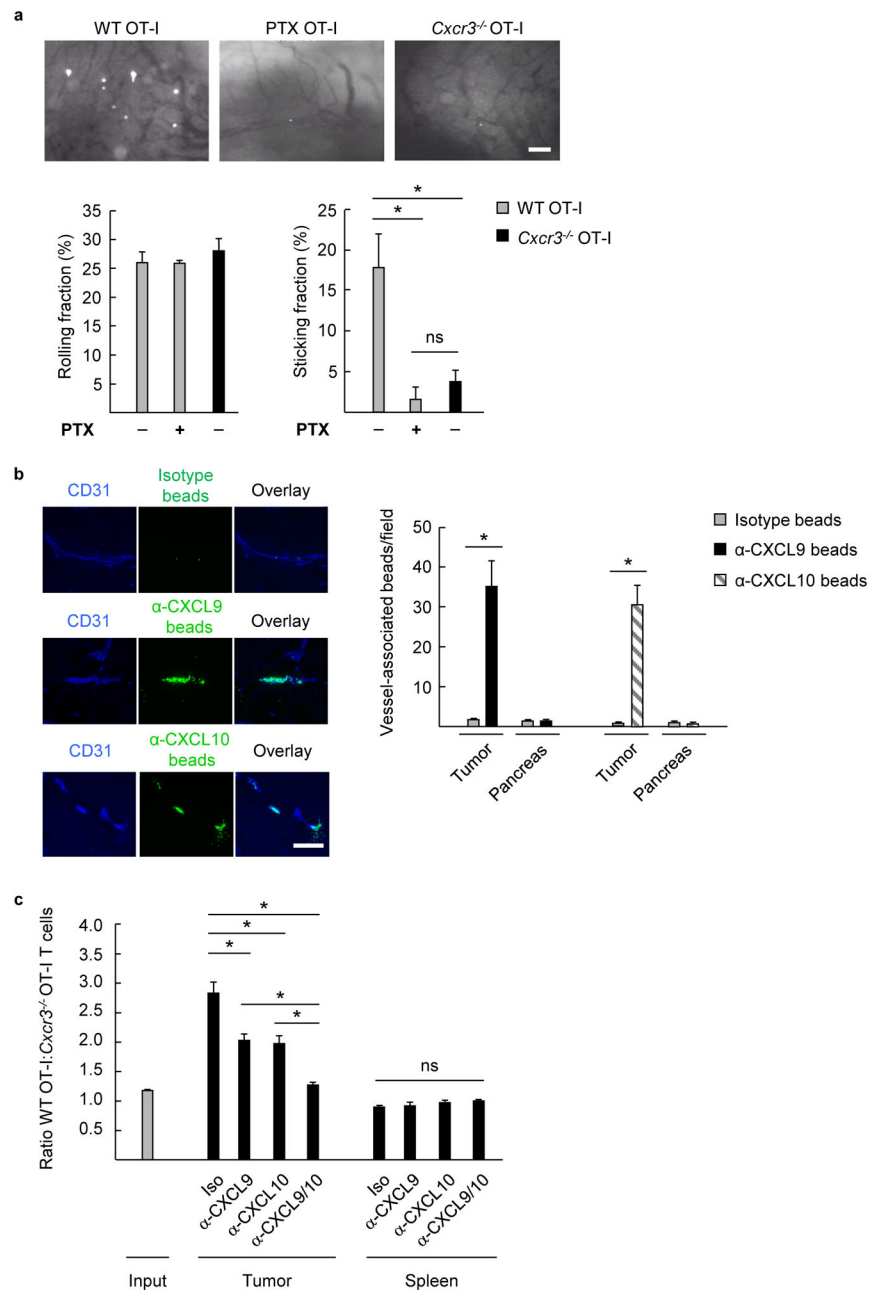 a
WT OT-I
PTX OT-I
Cxcr3-/- OT-I
Rolling fraction (%)
35
30
25
20
15
10
5
PTX
– + –
Sticking fraction (%)
25
20
15
10
5
*
*
ns
– + –
WT OT-I
Cxcr3-/- OT-I
b
CD31
Isotype
beads
Overlay
CD31
α-CXCL9
beads
Overlay
CD31
α-CXCL10
beads
Overlay
Vessel-associated beads/field
50
40
30
20
10
*
*
Tumor
Pancreas
Tumor
Pancreas
Isotype beads
α-CXCL9 beads
α-CXCL10 beads
c
Ratio WT OT-I:Cxcr3-/- OT-I T cells
4.0
3.5
3.0
2.5
2.0
1.5
1.0
0.5
*
*
*
*
*
ns
Iso
α-CXCL9
α-CXCL10
α-CXCL9/10
Iso
α-CXCL9
α-CXCL10
α-CXCL9/10
Input
Tumor
Spleen